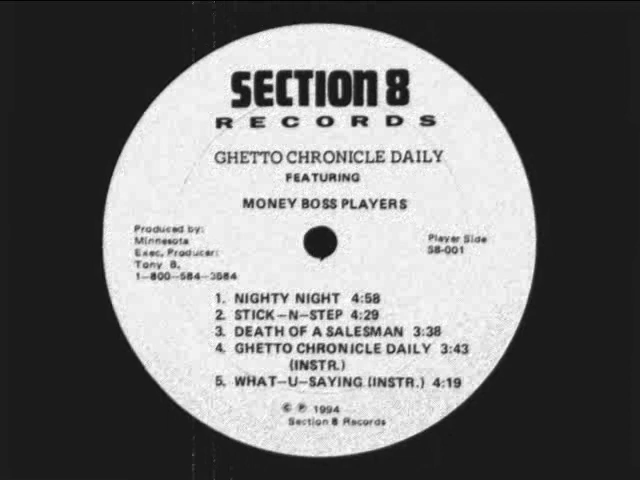 SECTION 8
RECORDS
GHETTO CHRONICLE DAILY
FEATURING
MONEY BOSS PLAYERS
Produced by:
Minnesota
Exec. Producer:
Tony B.
1-800-584-3584
Player Side
S8-001
1. NIGHTY NIGHT 4:58
2. STICK-N-STEP 4:29
3. DEATH OF A SALESMAN 3:38
4. GHETTO CHRONICLE DAILY 3:43
(INSTR.)
5. WHAT-U-SAYING (INSTR.) 4:19
© ℗ 1994
Section 8 Records